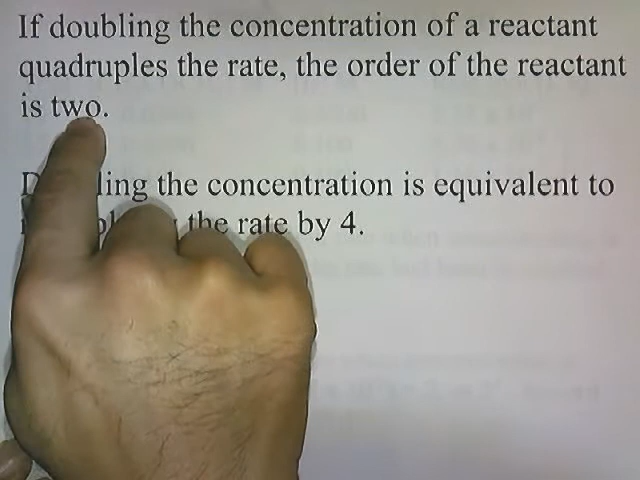 If doubling the concentration of a reactant
quadruples the rate, the order of the reactant
is two.
the concentration is equivalent to
the rate by 4.